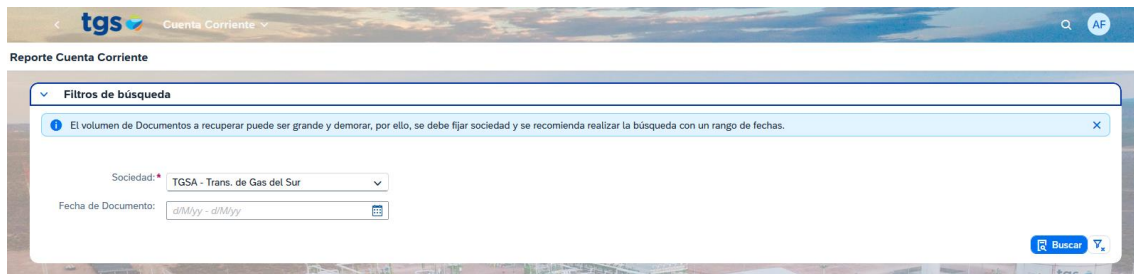 tgs
Cuenta Corriente
AF
Reporte Cuenta Corriente
Filtros de búsqueda
El volumen de Documentos a recuperar puede ser grande y demorar, por ello, se debe fijar sociedad y se recomienda realizar la búsqueda con un rango de fechas.
Sociedad:* TGSA - Trans. de Gas del Sur
Fecha de Documento: d/M/yy - d/M/yy
Buscar
tgs